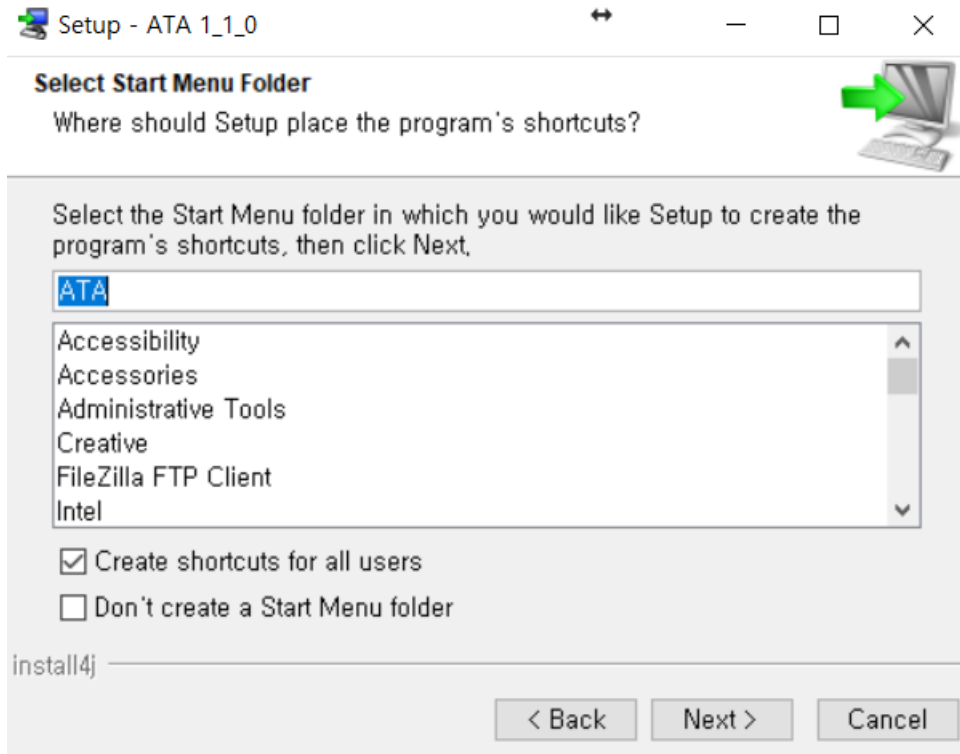 Setup - ATA 1_1_0
Select Start Menu Folder
Where should Setup place the program's shortcuts?
Select the Start Menu folder in which you would like Setup to create the
program's shortcuts, then click Next.
ATA
Accessibility
Accessories
Administrative Tools
Creative
FileZilla FTP Client
Intel
Create shortcuts for all users
Don't create a Start Menu folder
install4j
< Back Next > Cancel